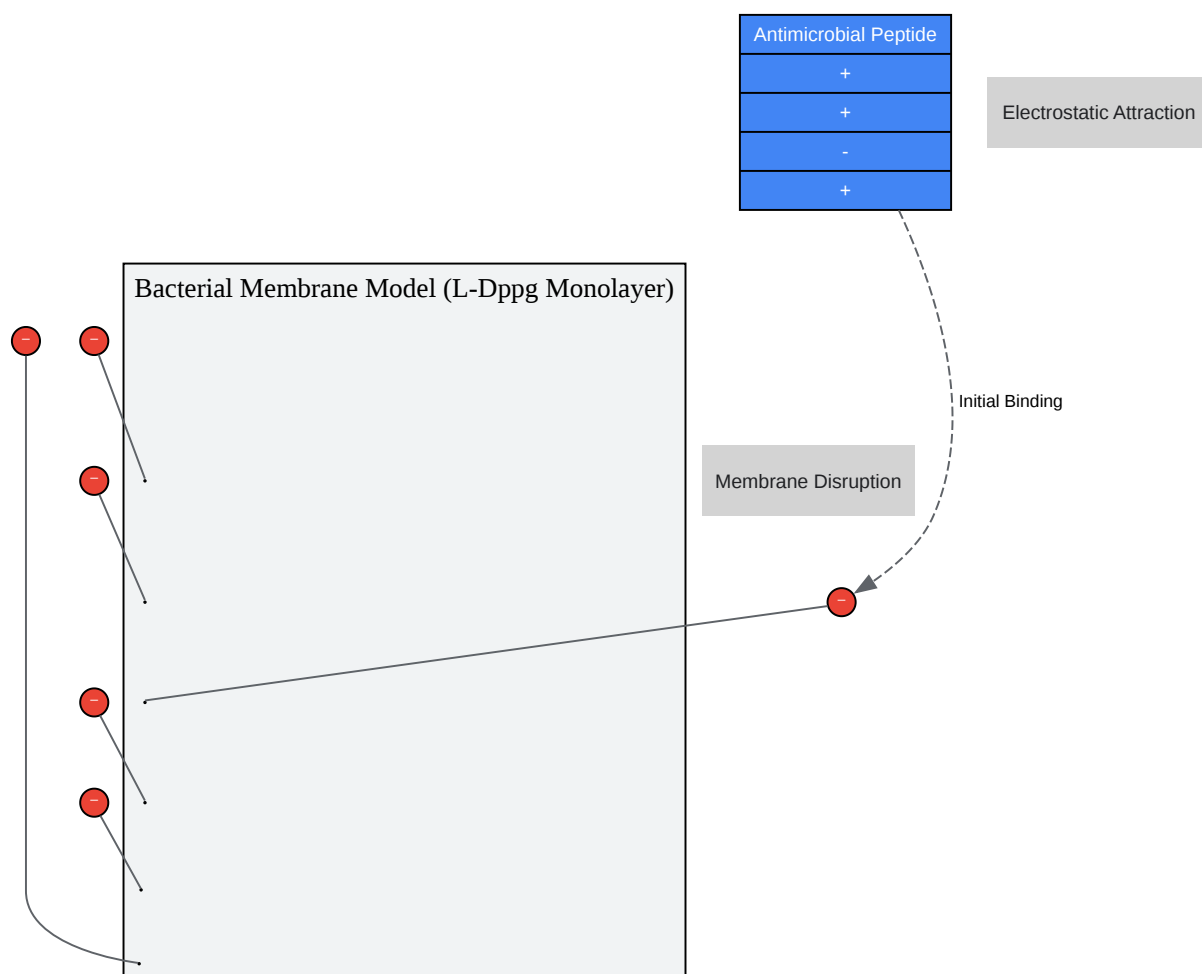 Antimicrobial Peptide
+
+
-
+
Electrostatic Attraction
Bacterial Membrane Model (L-Dppg Monolayer)
− −
Initial Binding
−
Membrane Disruption
−
−
−